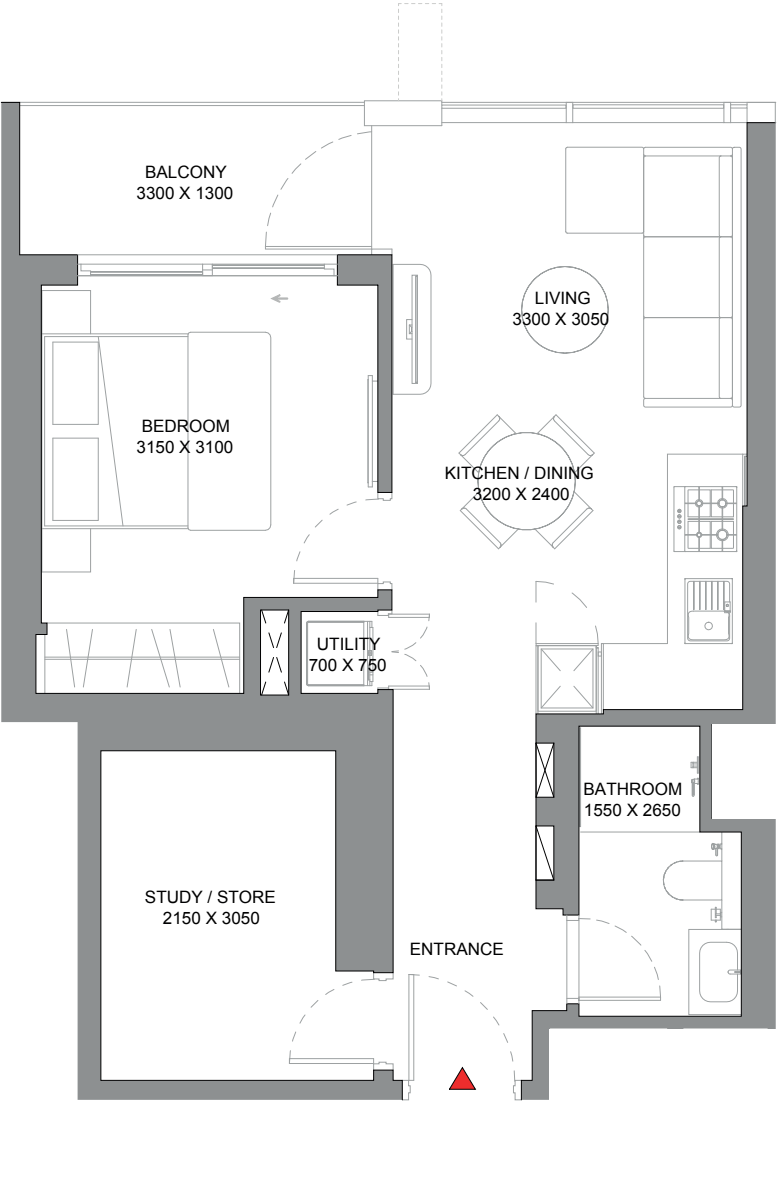 BALCONY
3300 X 1300
LIVING
3300 X 3050
BEDROOM
3150 X 3100
KITCHEN / DINING
3200 X 2400
UTILITY
700 X 750
BATHROOM
1550 X 2650
STUDY / STORE
2150 X 3050
ENTRANCE